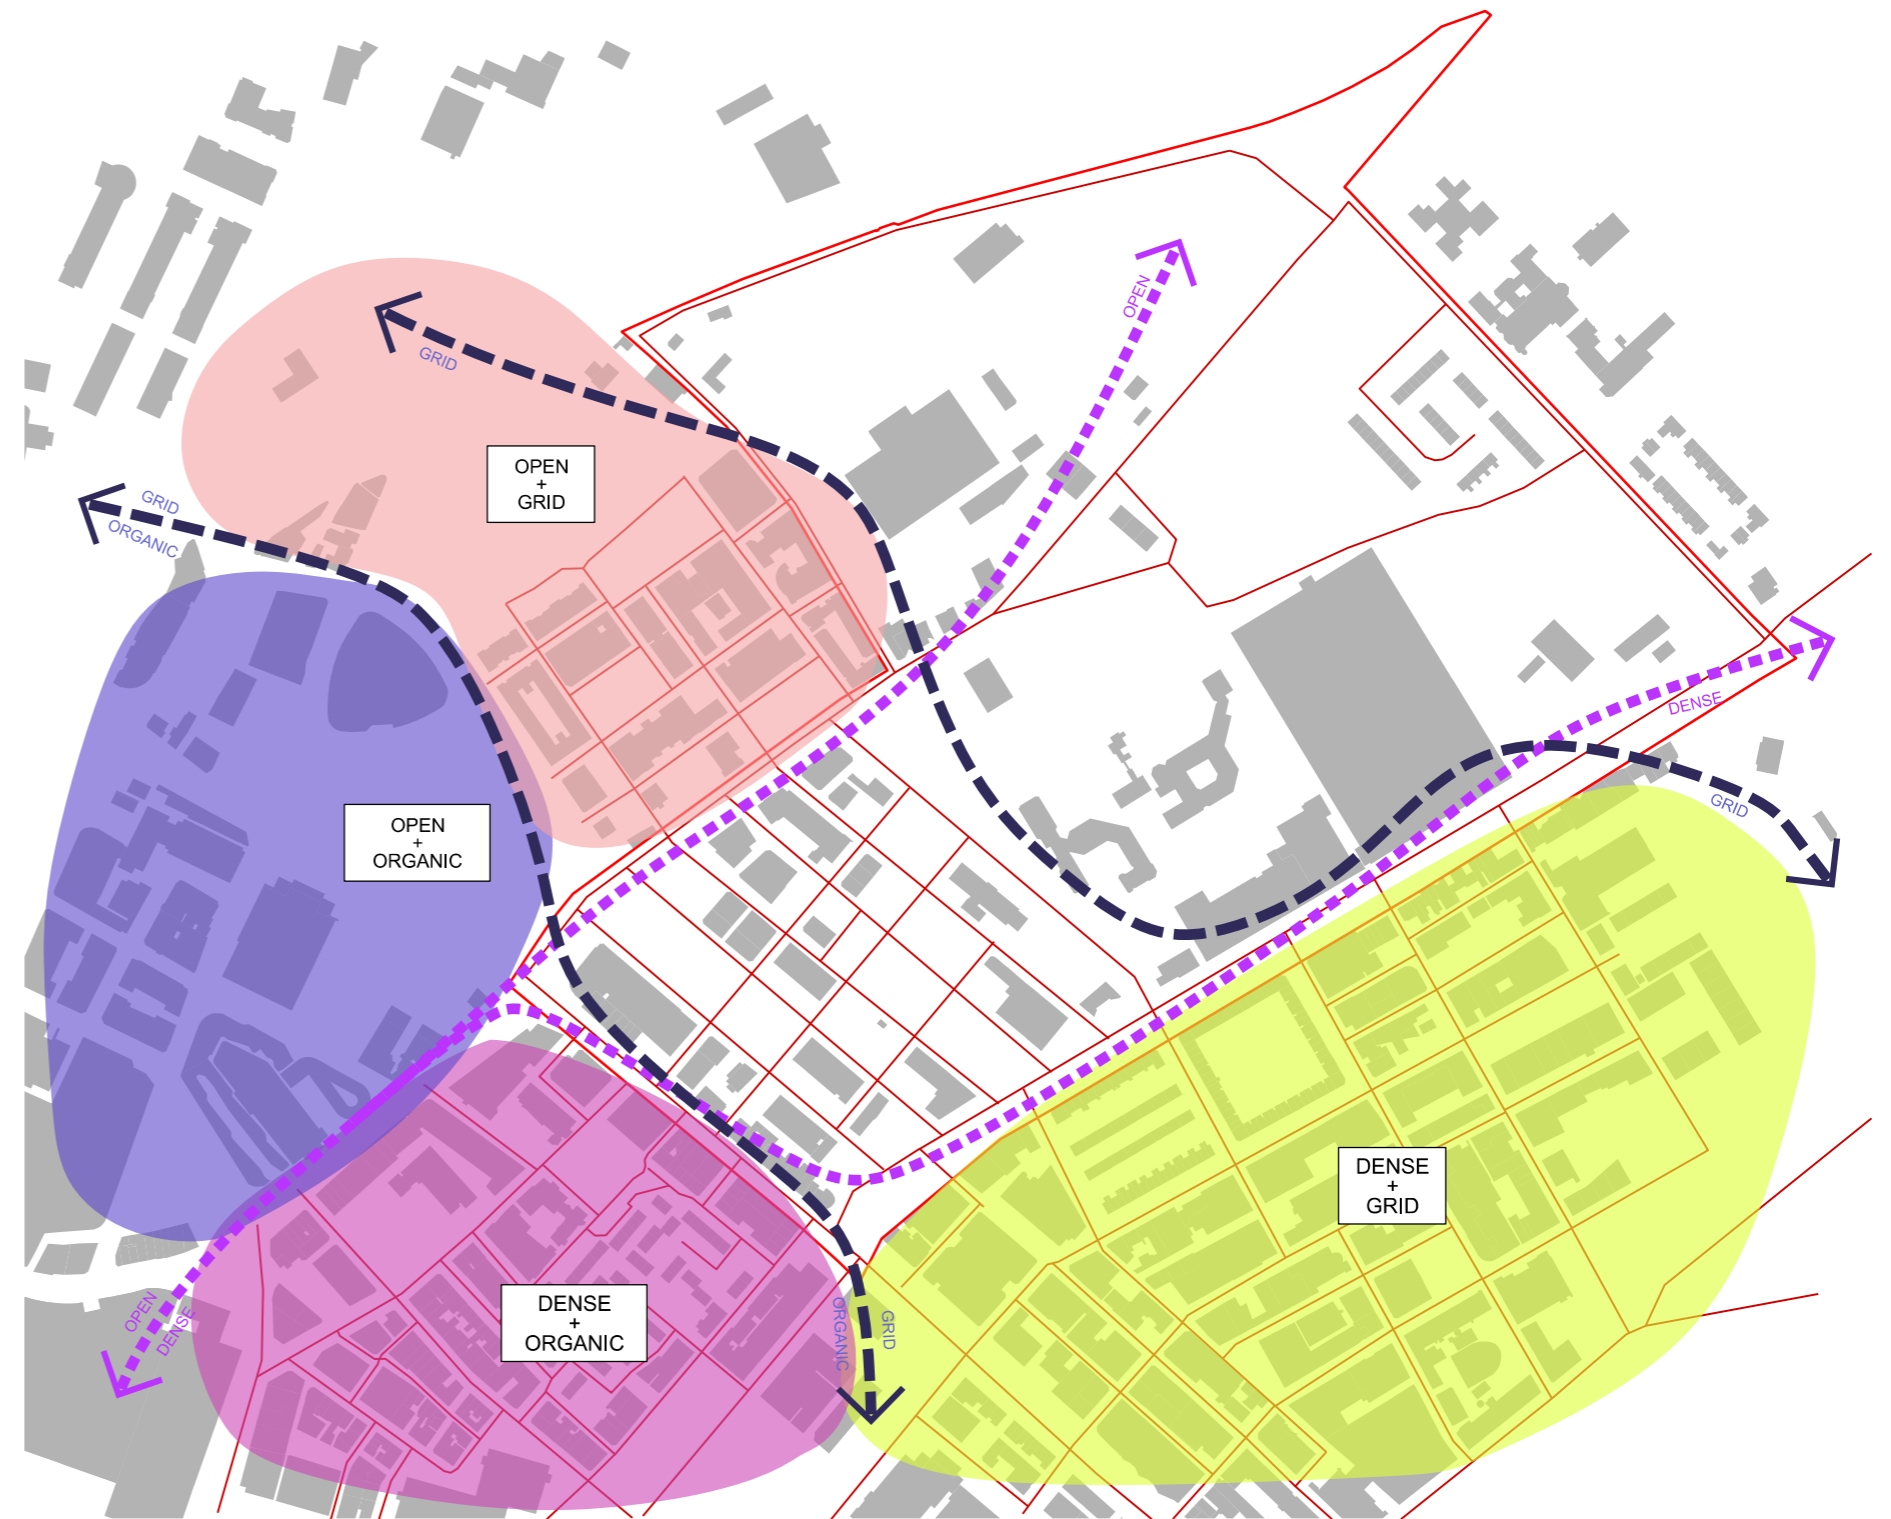 OPEN
GRID
OPEN
+
GRID
GRID
ORGANIC
DENSE
GRID
OPEN
+
ORGANIC
DENSE
+
GRID
DENSE
+
ORGANIC
OPEN
DENSE
ORGANIC
GRID